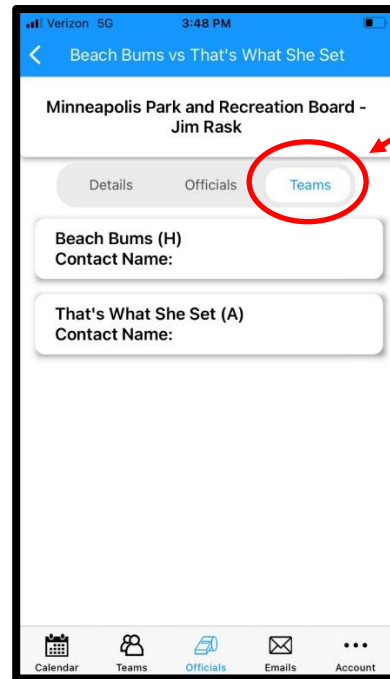 Verizon 5G 3:48 PM
Beach Bums vs That's What She Set
Minneapolis Park and Recreation Board -
Jim Rask
Details Officials Teams
Beach Bums (H)
Contact Name:
That's What She Set (A)
Contact Name:
Calendar Teams Officials Emails Account